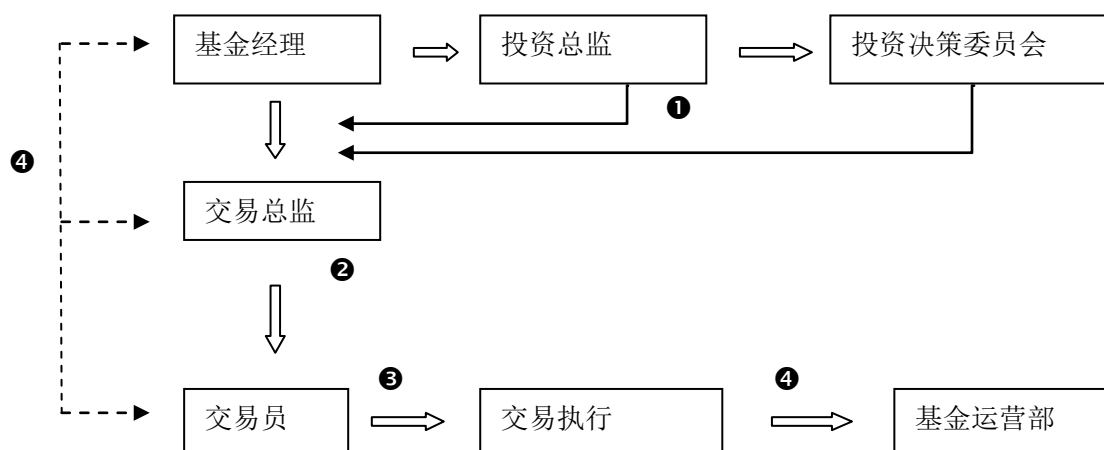 基金经理
投资总监
投资决策委员会
❶
❹
交易总监
❷
❸
❹
交易员
交易执行
基金运营部